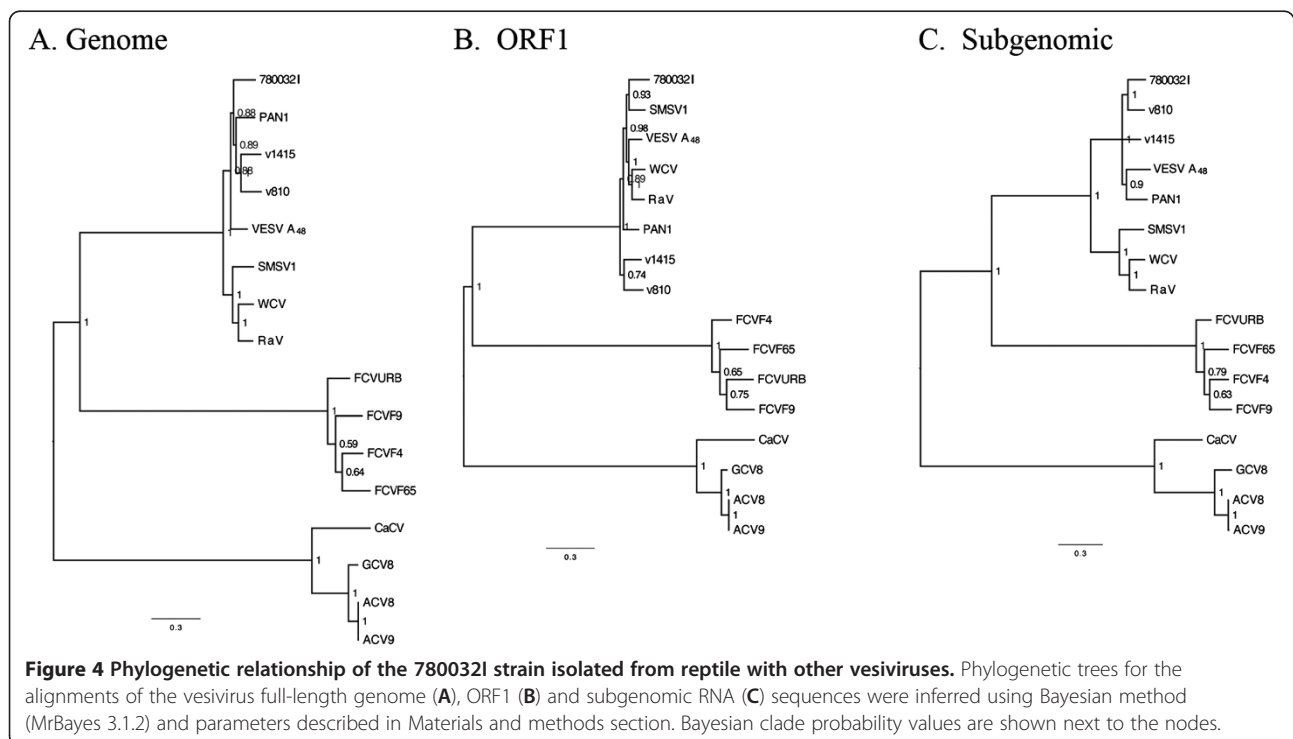 A. Genome
780032I
0.88
PAN1
0.89
v1415
0.88
v810
VESV A48
1
SMSV1
1
WCV
1
RaV
1
FCVURB
1
FCVF9
0.59
FCVF4
0.64
FCVF65
CaCV
1
GCV8
1
ACV8
1
ACV9
0.3
B. ORF1
780032I
0.93
SMSV1
0.98
VESV A48
1
WCV
0.89
1
RaV
1
PAN1
v1415
0.74
v810
1
FCVF4
1
FCVF65
0.65
FCVURB
0.75
FCVF9
CaCV
1
GCV8
1
ACV8
1
ACV9
0.3
C. Subgenomic
780032I
1
v810
1
v1415
VESV A48
0.9
PAN1
1
SMSV1
1
WCV
1
RaV
1
FCVURB
1
FCVF65
0.79
FCVF4
0.63
FCVF9
CaCV
1
GCV8
1
ACV8
1
ACV9
0.3
Figure 4 Phylogenetic relationship of the 780032I strain isolated from reptile with other vesiviruses. Phylogenetic trees for the
alignments of the vesivirus full-length genome (A), ORF1 (B) and subgenomic RNA (C) sequences were inferred using Bayesian method
(MrBayes 3.1.2) and parameters described in Materials and methods section. Bayesian clade probability values are shown next to the nodes.